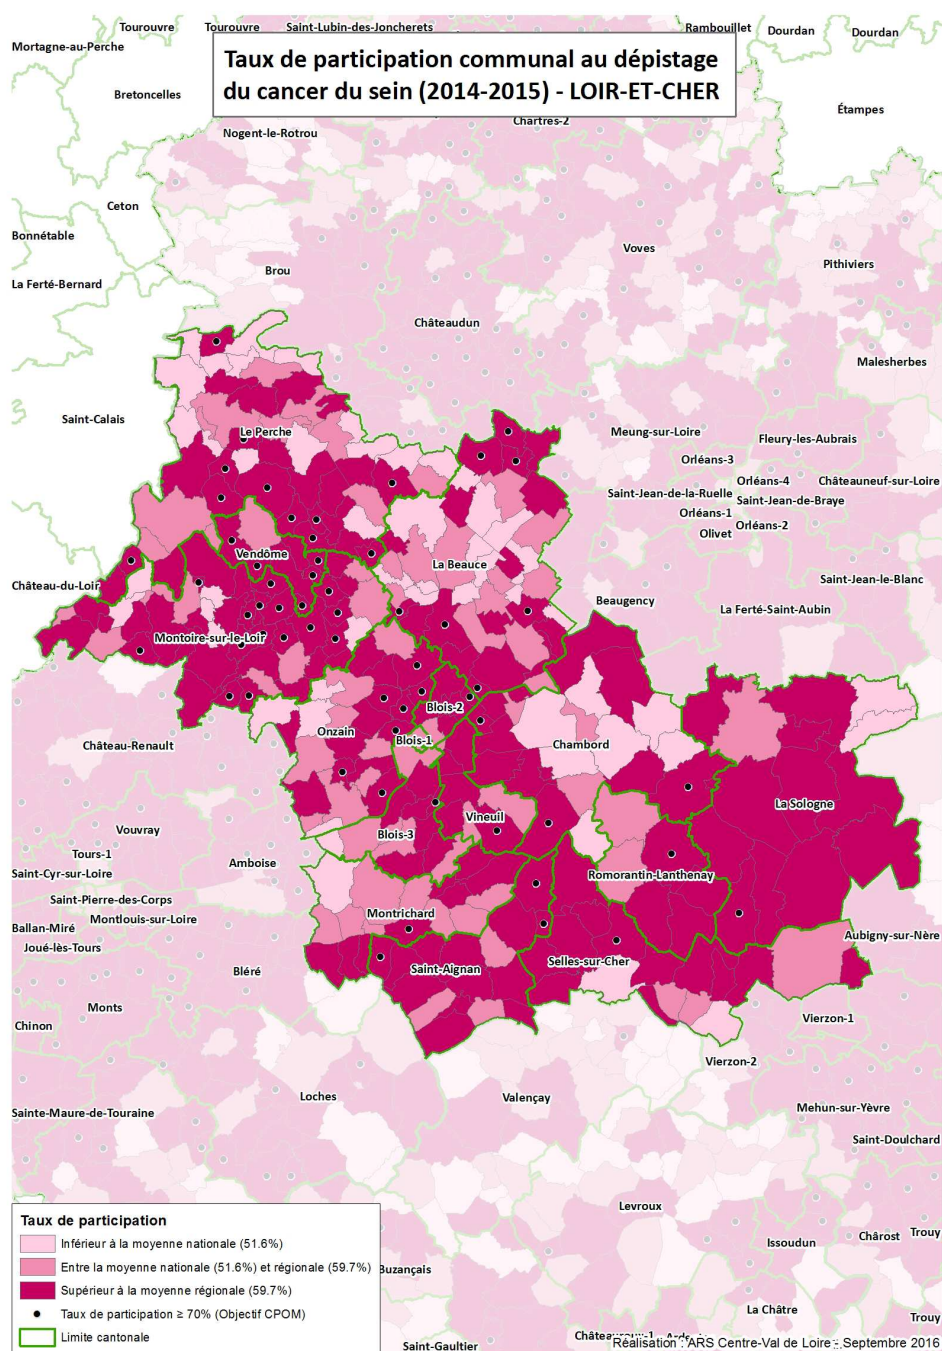 Tourouvre
Tourouvre
Saint-Lubin-des-Joncherets
Rambouillet
Dourdan
Dourdan
Mortagne-au-Perche
Taux de participation communal au dépistage
du cancer du sein (2014-2015) - LOIR-ET-CHER
Bretoncelles
Étampes
Chartres-2
Nogent-le-Rotrou
Ceton
Bonnétable
Voves
Pithiviers
Brou
La Ferté-Bernard
Châteaudun
Malesherbes
Saint-Calais
Le Perche
Meung-sur-Loire
Fleury-les-Aubrais
Orléans-3
Orléans-4
Châteauneuf-sur-Loire
Saint-Jean-de-la-Ruelle
Saint-Jean-de-Braye
Orléans-1
Orléans-2
Olivet
Vendôme
La Beauce
Château-du-Loir
Saint-Jean-le-Blanc
Beaugency
La Ferté-Saint-Aubin
Montoire-sur-le-Loir
Blois-2
Onzain
Blois-1
Château-Renault
Chambord
La Sologne
Vineuil
Vouvray
Blois-3
Tours-1
Amboise
Saint-Cyr-sur-Loire
Romorantin-Lanthenay
Saint-Pierre-des-Corps
Montrichard
Montlouis-sur-Loire
Ballan-Miré
Aubigny-sur-Nère
Joué-lès-Tours
Bléré
Saint-Aignan
Selles-sur-Cher
Monts
Chinon
Vierzon-1
Vierzon-2
Loches
Valençay
Sainte-Maure-de-Touraine
Mehun-sur-Yèvre
Saint-Doulchard
Levroux
Issoudun
Chârost
Trouy
Buzançais
La Châtre
Trouy
Taux de participation
Inférieur à la moyenne nationale (51.6%)
Entre la moyenne nationale (51.6%) et régionale (59.7%)
Supérieur à la moyenne régionale (59.7%)
Taux de participation ≥ 70% (Objectif CPOM)
Limite cantonale
Saint-Gaultier
Châteauroux-1
Réalisation : ARS Centre-Val de Loire - Septembre 2016